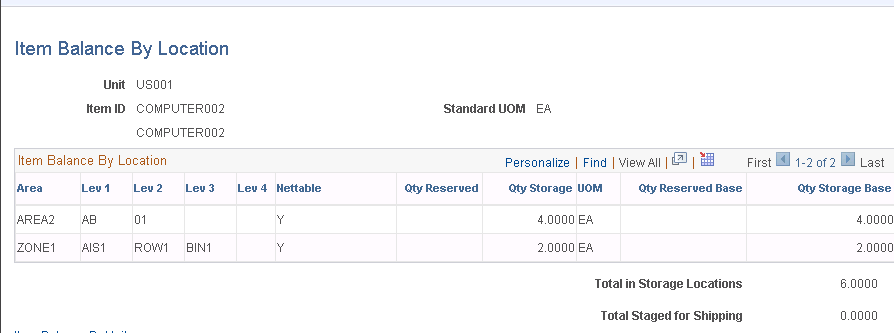 Item Balance By Location
Unit US001
Item ID COMPUTER002 Standard UOM EA
COMPUTER002
Item Balance By Location Personalize | Find | View All | | First 1-2 of 2 Last
Area Lev 1 Lev 2 Lev 3 Lev 4 Nettable Qty Reserved Qty Storage UOM Qty Reserved Base Qty Storage Base
AREA2 AB 01 Y 4.0000 EA 4.0000
ZONE1 AIS1 ROW1 BIN1 Y 2.0000 EA 2.0000
Total in Storage Locations 6.0000
Total Staged for Shipping 0.0000